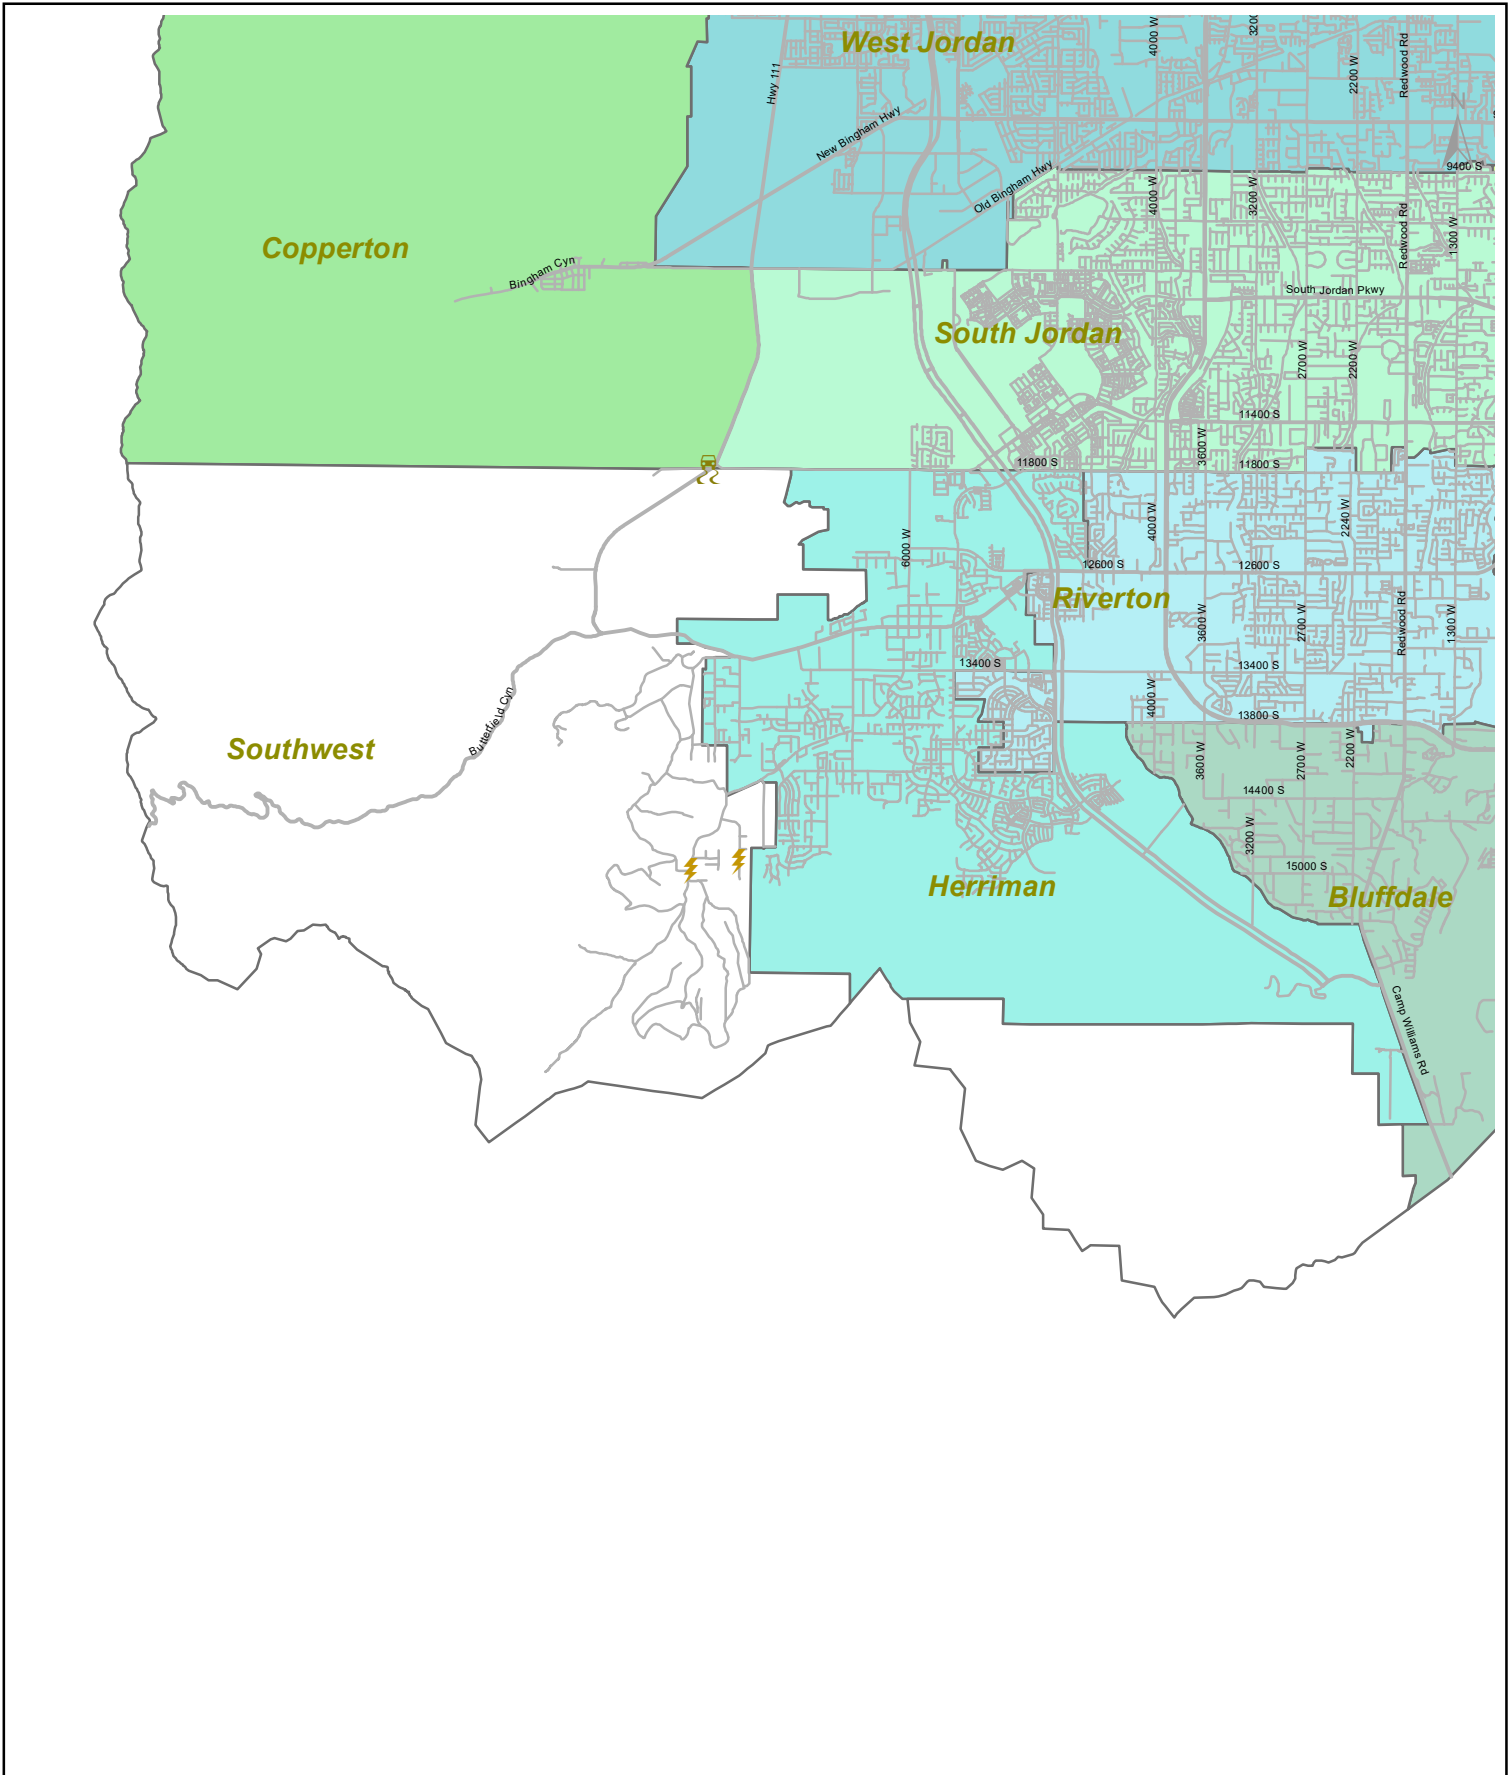 West Jordan
4000 W
3200
Redwood Rd
2200 W
Hwy 111
New Bingham Hwy
N
9
9400 S
Old Bingham Hwy
4000 W
3200 W
Redwood Rd
1300 W
Copperton
Bingham Cyn
South Jordan Pkwy
South Jordan
2700 W
2200 W
11400 S
3600 W
11800 S
11800 S
6000 W
4000 W
2240 W
12600 S
12600 S
Riverton
3600 W
2700 W
Redwood Rd
1300 W
13400 S
13400 S
4000 W
13800 S
Butterfield Cyn
Southwest
3600 W
2700 W
2200 W
14400 S
3200 W
15000 S
Herriman
Bluffdale
Camp Williams Rd